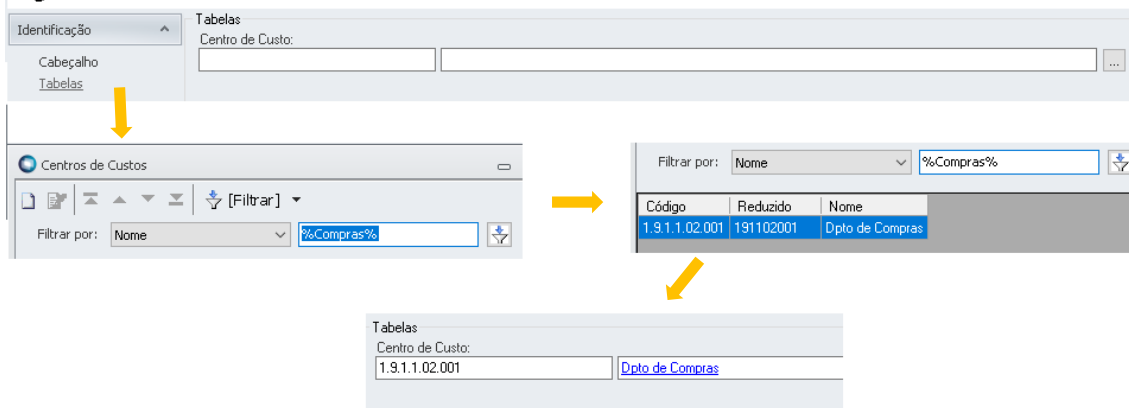 Identificação
Cabeçalho
Tabelas
Tabelas
Centro de Custo:
...
Centros de Custos
[Filtrar]
Filtrar por: Nome %Compras%
Filtrar por: Nome %Compras%
Código Reduzido Nome
1.9.1.1.02.001 191102001 Dpto de Compras
Tabelas
Centro de Custo:
1.9.1.1.02.001 Dpto de Compras